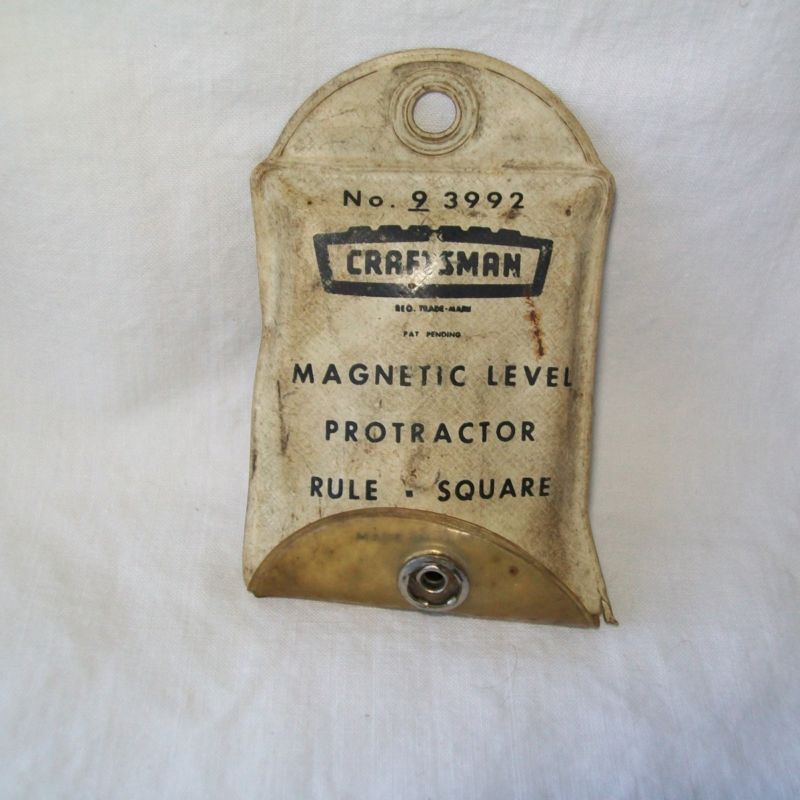 No. 9 3992
CRAFTSMAN
REG. TRADE-MARK
PAT PENDING
MAGNETIC LEVEL
PROTRACTOR
RULE • SQUARE